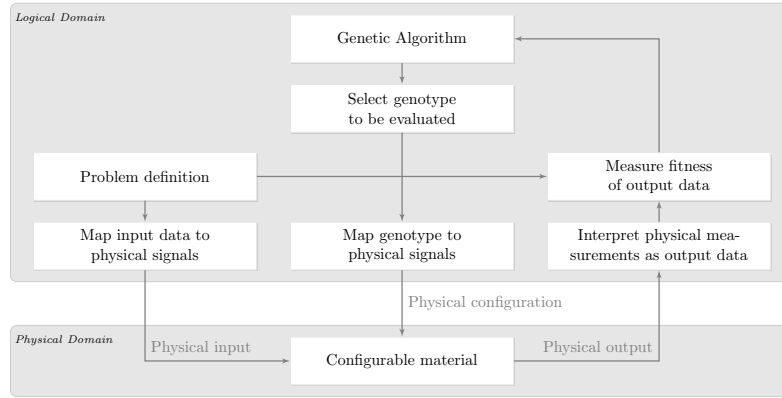 Logical Domain
Genetic Algorithm
Select genotype
to be evaluated
Problem definition
Measure fitness
of output data
Map input data to
physical signals
Map genotype to
physical signals
Interpret physical mea-
surements as output data
Physical configuration
Physical Domain
Physical input
Configurable material
Physical output